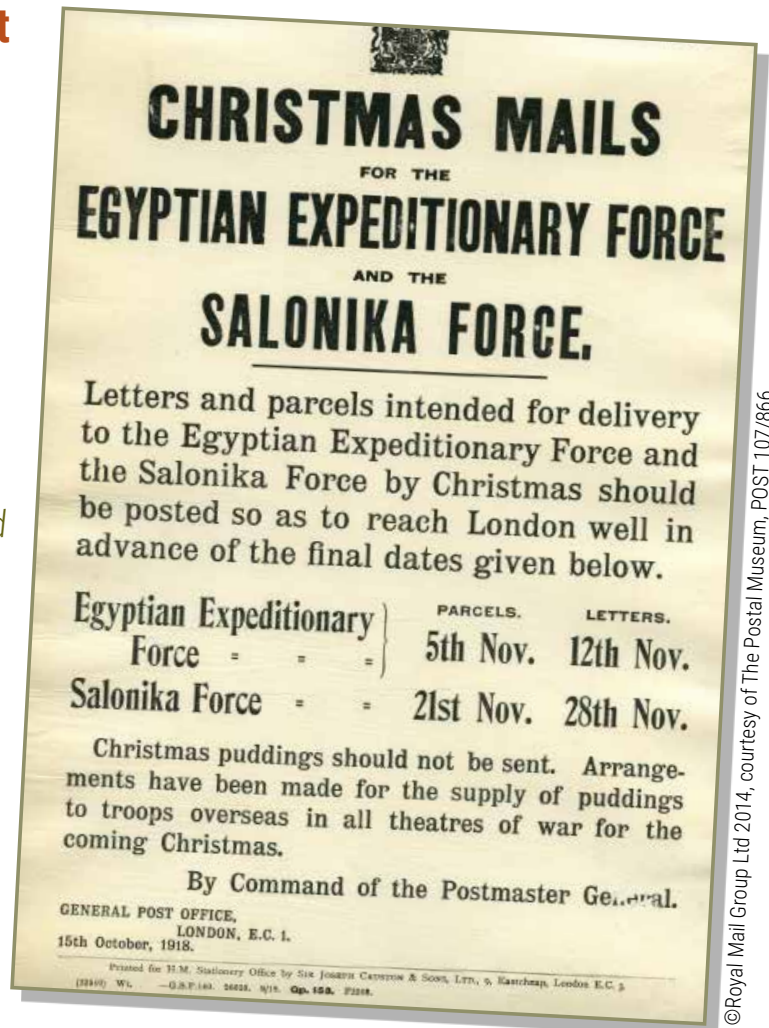 t
d
CHRISTMAS MAILS
FOR THE
EGYPTIAN EXPEDITIONARY FORCE
AND THE
SALONIKA FORCE.
Letters and parcels intended for delivery
to the Egyptian Expeditionary Force and
the Salonika Force by Christmas should
be posted so as to reach London well in
advance of the final dates given below.
PARCELS. LETTERS.
Egyptian Expeditionary
Force = = = } 5th Nov. 12th Nov.
Salonika Force = = 21st Nov. 28th Nov.
Christmas puddings should not be sent. Arrange-
ments have been made for the supply of puddings
to troops overseas in all theatres of war for the
coming Christmas.
By Command of the Postmaster General.
GENERAL POST OFFICE,
LONDON, E.C. 1.
15th October, 1918.
Printed for H.M. Stationery Office by SIR JOSEPH CAUSTON & SONS, LTD., 9, Eastcheap, London E.C. 3.
Wt. —G.S.P. 140. 9/18. Gp. 153.
©Royal Mail Group Ltd 2014, courtesy of The Postal Museum, POST 107/866